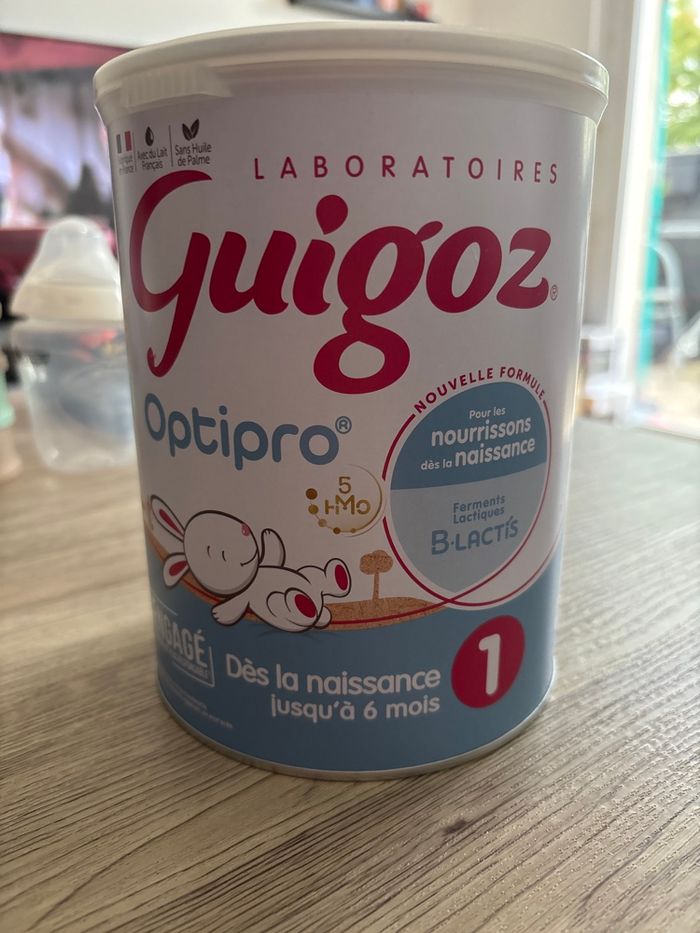 Avec du Lait
Français
Sans Huile
de Palme
LABORATOIRES
Guigoz®
Optipro®
NOUVELLE FORMULE
Pour les
nourrissons
dès la naissance
5
HMO
Ferments
Lactiques
B•LACTIS
Dès la naissance
jusqu'à 6 mois
1